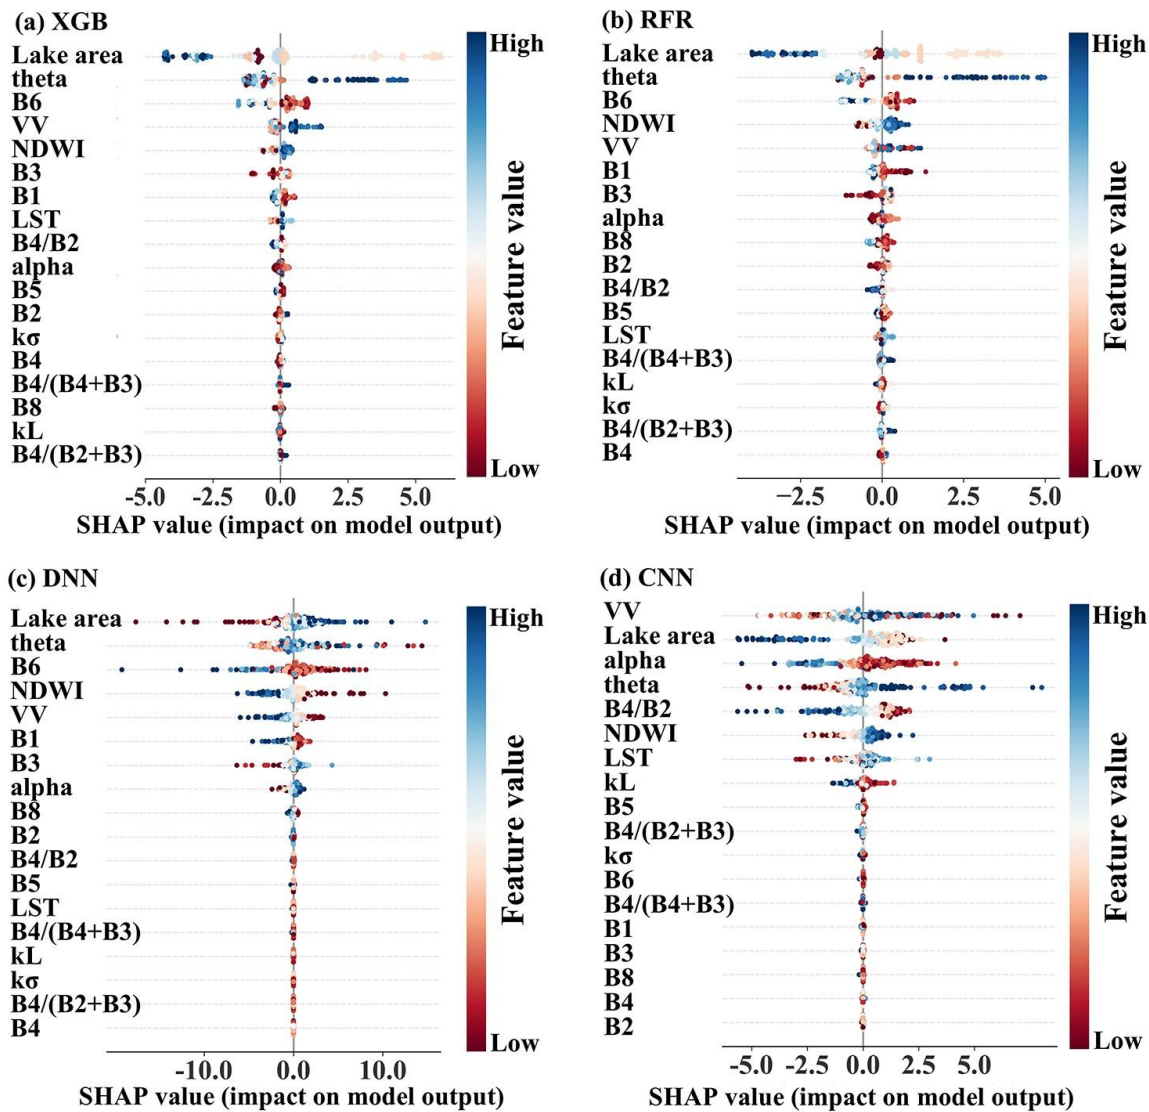 (a) XGB
Lake area
theta
B6
VV
NDWI
B3
B1
LST
B4/B2
alpha
B5
B2
kσ
B4
B4/(B4+B3)
B8
kL
B4/(B2+B3)
-5.0 -2.5 0.0 2.5 5.0
SHAP value (impact on model output)
High
Feature value
Low
(b) RFR
Lake area
theta
B6
NDWI
VV
B1
B3
alpha
B8
B2
B4/B2
B5
LST
B4/(B4+B3)
kL
kσ
B4/(B2+B3)
B4
−2.5 0.0 2.5 5.0
SHAP value (impact on model output)
High
Feature value
Low
(c) DNN
Lake area
theta
B6
NDWI
VV
B1
B3
alpha
B8
B2
B4/B2
B5
LST
B4/(B4+B3)
kL
kσ
B4/(B2+B3)
B4
-10.0 0.0 10.0
SHAP value (impact on model output)
High
Feature value
Low
(d) CNN
VV
Lake area
alpha
theta
B4/B2
NDWI
LST
kL
B5
B4/(B2+B3)
kσ
B6
B4/(B4+B3)
B1
B3
B8
B4
B2
-5.0 -2.5 0.0 5.0
SHAP value (impact on model output)
High
Feature value
Low